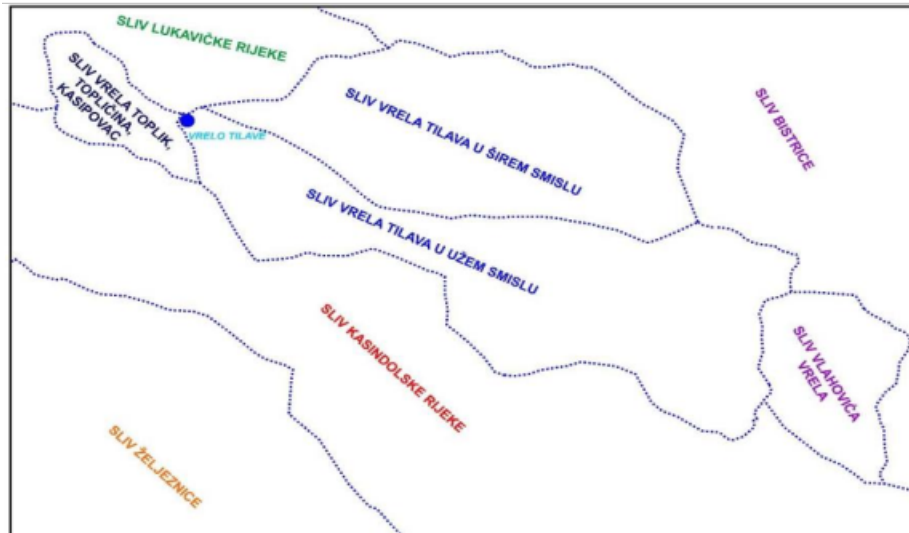 SLIV LUKAVIČKE RIJEKE
SLIV VRELA TOPLIK,
TOPLIČINA,
KASIPOVAC
VRELO TILAVE
SLIV VRELA TILAVA U ŠIREM SMISLU
SLIV BISTRICE
SLIV VRELA TILAVA U UŽEM SMISLU
SLIV KASINDOLSKE RIJEKE
SLIV VLAHOVIĆA
VRELA
SLIV ŽELJEZNICE